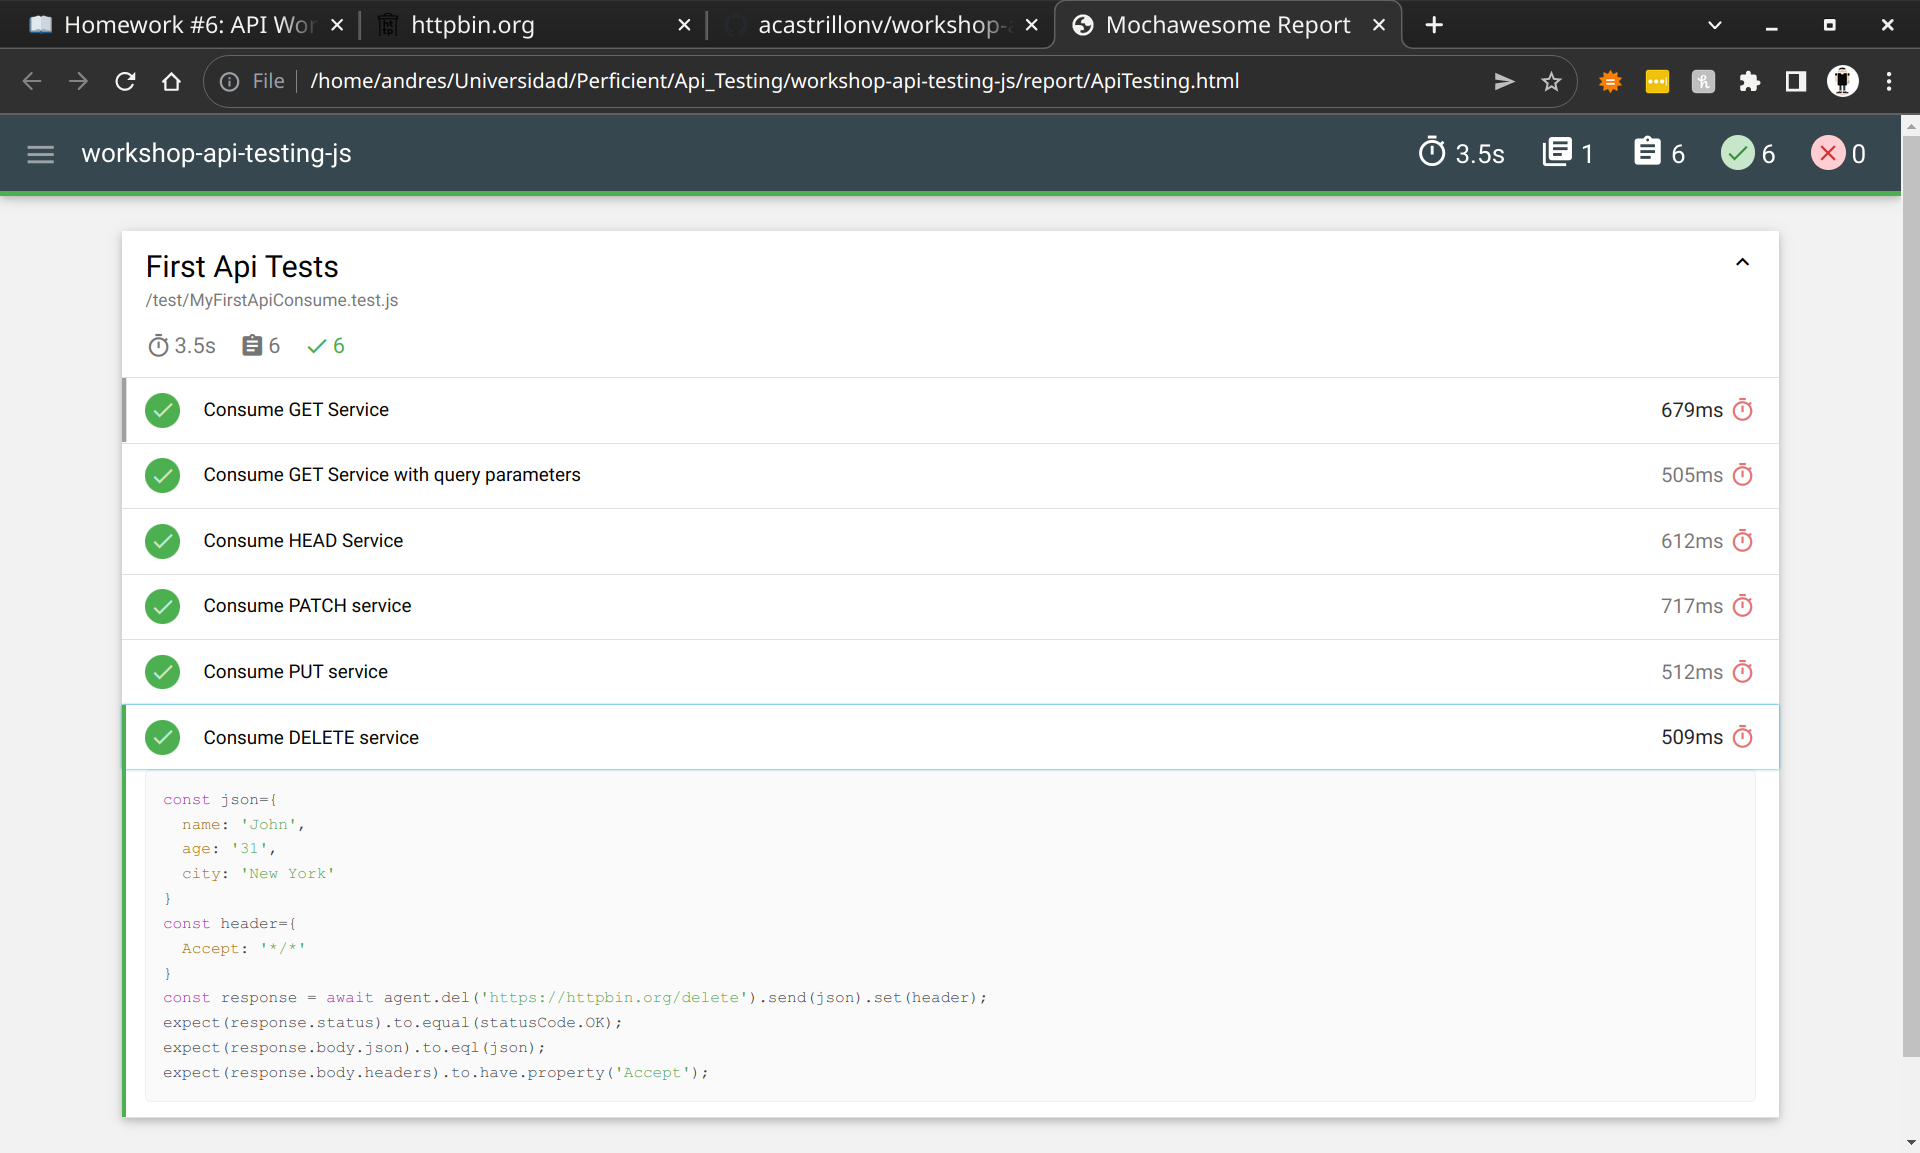 Homework #6: API Wor
httpbin.org
acastrillonv/workshop-a
Mochawesome Report
File
/home/andres/Universidad/Perficient/Api_Testing/workshop-api-testing-js/report/ApiTesting.html
workshop-api-testing-js
3.5s
1
6
6
0
First Api Tests
/test/MyFirstApiConsume.test.js
3.5s
6
6
Consume GET Service
679ms
Consume GET Service with query parameters
505ms
Consume HEAD Service
612ms
Consume PATCH service
717ms
Consume PUT service
512ms
Consume DELETE service
509ms
const json={
  name: 'John',
  age: '31',
  city: 'New York'
}
const header={
  Accept: '*/*'
}
const response = await agent.del('https://httpbin.org/delete').send(json).set(header);
expect(response.status).to.equal(statusCode.OK);
expect(response.body.json).to.eql(json);
expect(response.body.headers).to.have.property('Accept');